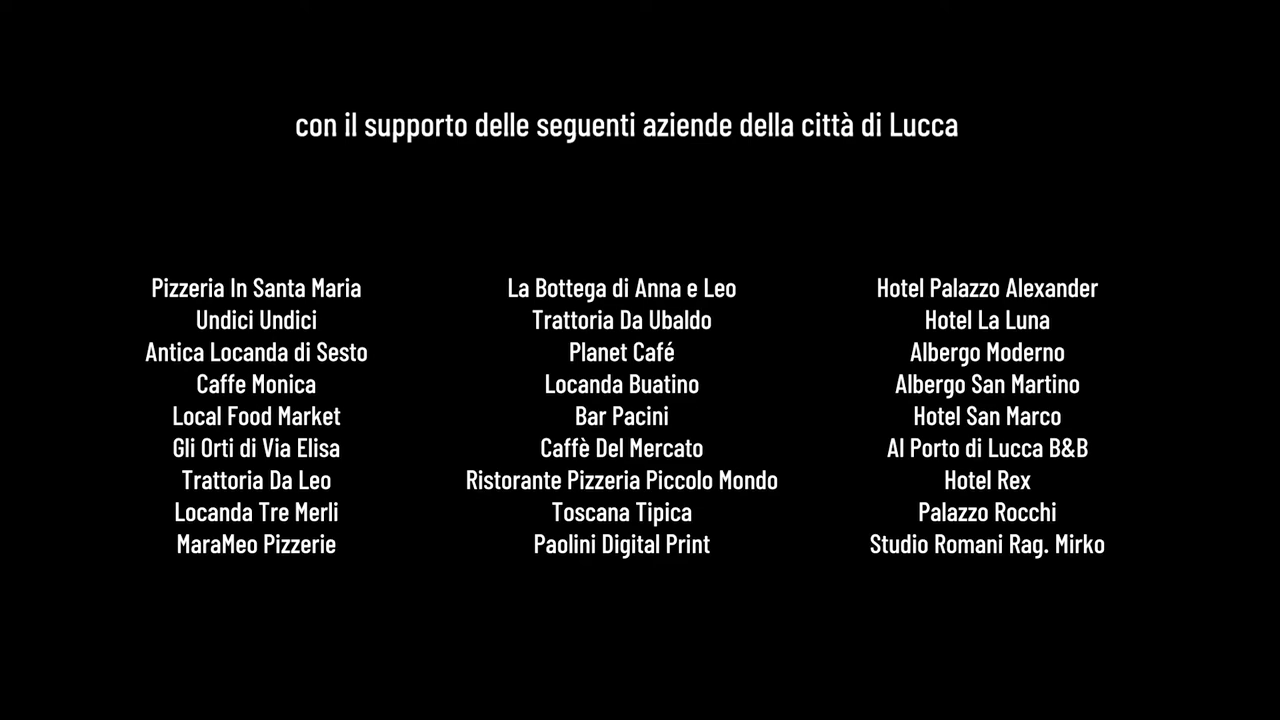 con il supporto delle seguenti aziende della città di Lucca
Pizzeria In Santa Maria
Undici Undici
Antica Locanda di Sesto
Caffe Monica
Local Food Market
Gli Orti di Via Elisa
Trattoria Da Leo
Locanda Tre Merli
MaraMeo Pizzerie
La Bottega di Anna e Leo
Trattoria Da Ubaldo
Planet Café
Locanda Buatino
Bar Pacini
Caffè Del Mercato
Ristorante Pizzeria Piccolo Mondo
Toscana Tipica
Paolini Digital Print
Hotel Palazzo Alexander
Hotel La Luna
Albergo Moderno
Albergo San Martino
Hotel San Marco
Al Porto di Lucca B&B
Hotel Rex
Palazzo Rocchi
Studio Romani Rag. Mirko